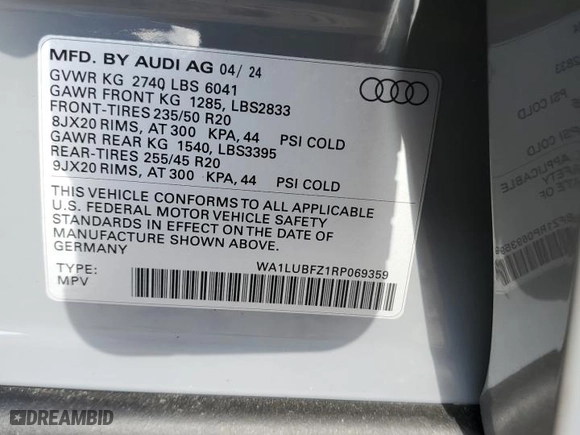 MFD. BY AUDI AG 04/ 24
GVWR KG 2740 LBS 6041
GAWR FRONT KG 1285, LBS2833
FRONT-TIRES 235/50 R20
8JX20 RIMS, AT 300 KPA, 44 PSI COLD
GAWR REAR KG 1540, LBS3395
REAR-TIRES 255/45 R20
9JX20 RIMS, AT 300 KPA, 44 PSI COLD
THIS VEHICLE CONFORMS TO ALL APPLICABLE
U.S. FEDERAL MOTOR VEHICLE SAFETY
STANDARDS IN EFFECT ON THE DATE OF
MANUFACTURE SHOWN ABOVE.
GERMANY
WA1LUBFZ1RP069359
TYPE:
MPV
DREAMBID